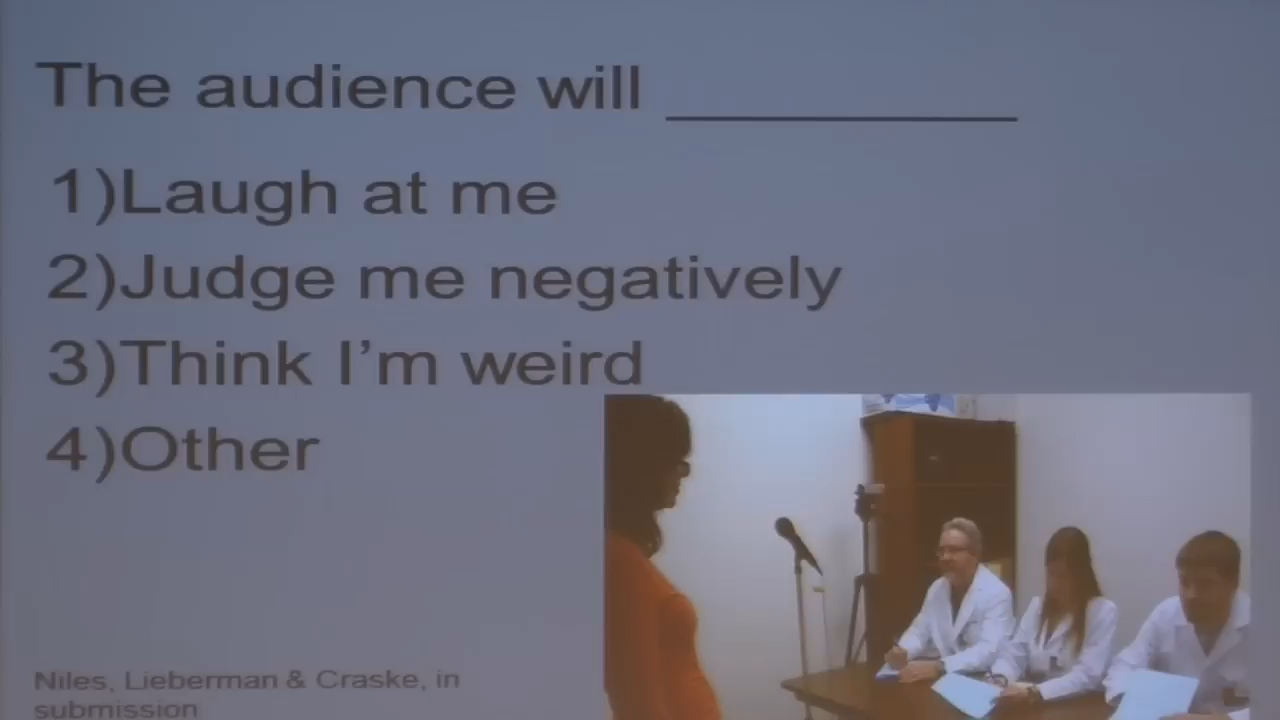 The audience will __________
1)Laugh at me
2)Judge me negatively
3)Think I'm weird
4)Other
Niles, Lieberman & Craske, in
submission